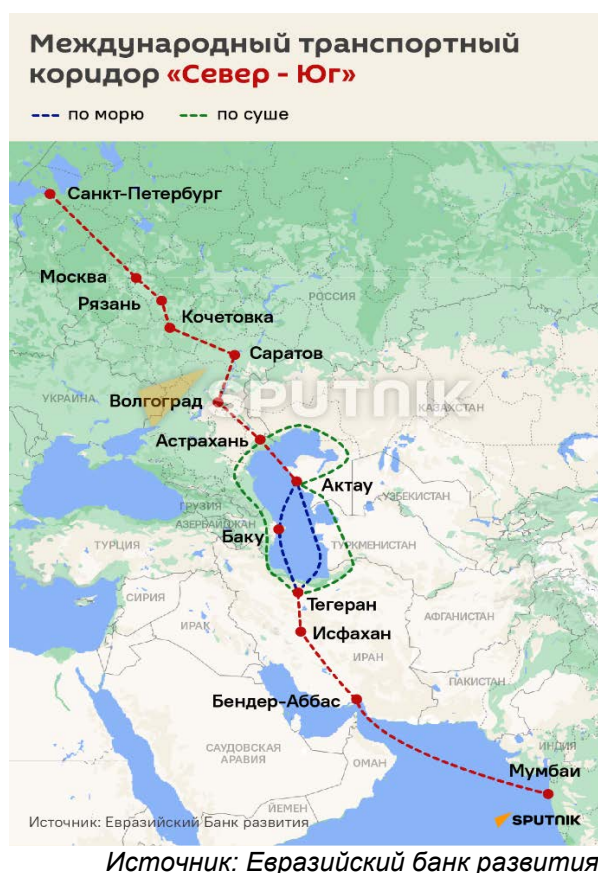 Международный транспортный
коридор «Север - Юг»
по морю
по суше
Санкт-Петербург
Москва
Рязань
РОССИЯ
Кочетовка
Саратов
УКРАИНА
Волгоград
SPUTNIK
КАЗАХСТАН
Астрахань
Актау
УЗБЕКИСТАН
ГРУЗИЯ
АЗЕРБАЙДЖАН
Баку
ТУРЦИЯ
ТУРКМЕНИСТАН
СИРИЯ
Тегеран
АФГАНИСТАН
ИРАК
Исфахан
ИРАН
ПАКИСТАН
Бендер-Аббас
САУДОВСКАЯ
АРАВИЯ
ОМАН
ИНДИЯ
Мумбаи
ЙЕМЕН
Источник: Евразийский Банк развития
SPUTNIK
Источник: Евразийский банк развития